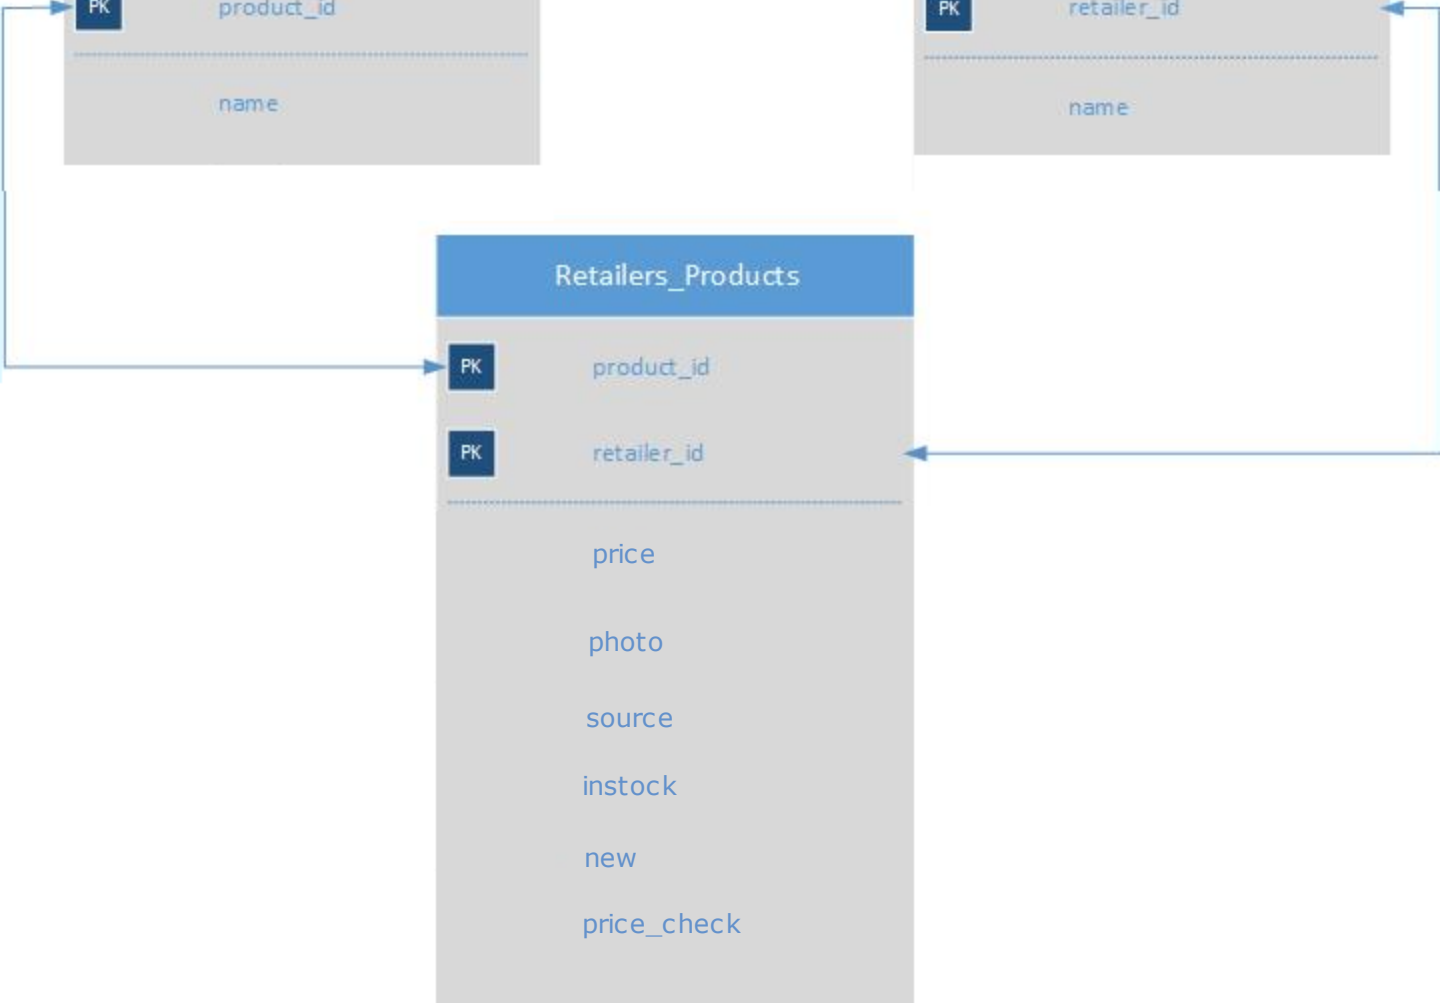 PK product_id
name
PK retailer_id
name
Retailers_Products
PK product_id
PK retailer_id
price
photo
source
instock
new
price_check